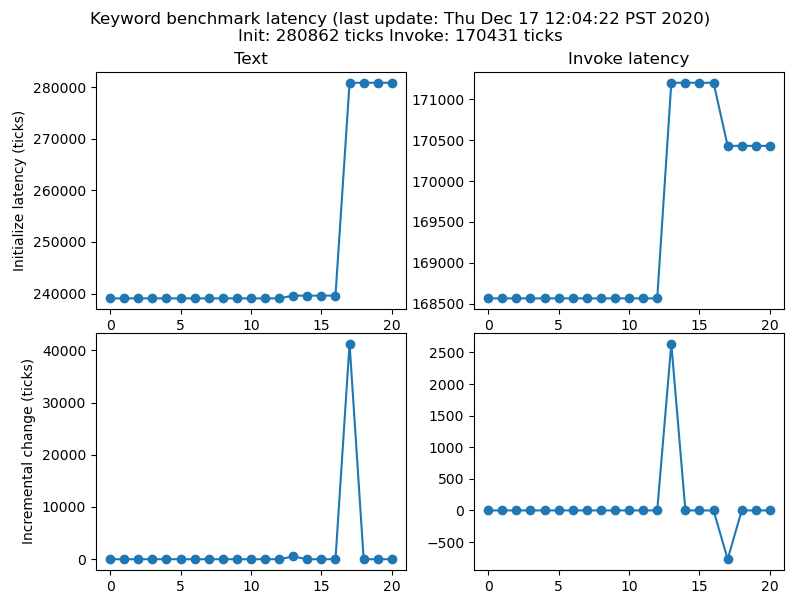 Keyword benchmark latency (last update: Thu Dec 17 12:04:22 PST 2020)
Init: 280862 ticks Invoke: 170431 ticks
Text
Initialize latency (ticks)
280000
270000
260000
250000
240000
0 5 10 15 20
Invoke latency
171000
170500
170000
169500
169000
168500
0 5 10 15 20
Incremental change (ticks)
40000
30000
20000
10000
0
0 5 10 15 20
2500
2000
1500
1000
500
0
−500
0 5 10 15 20